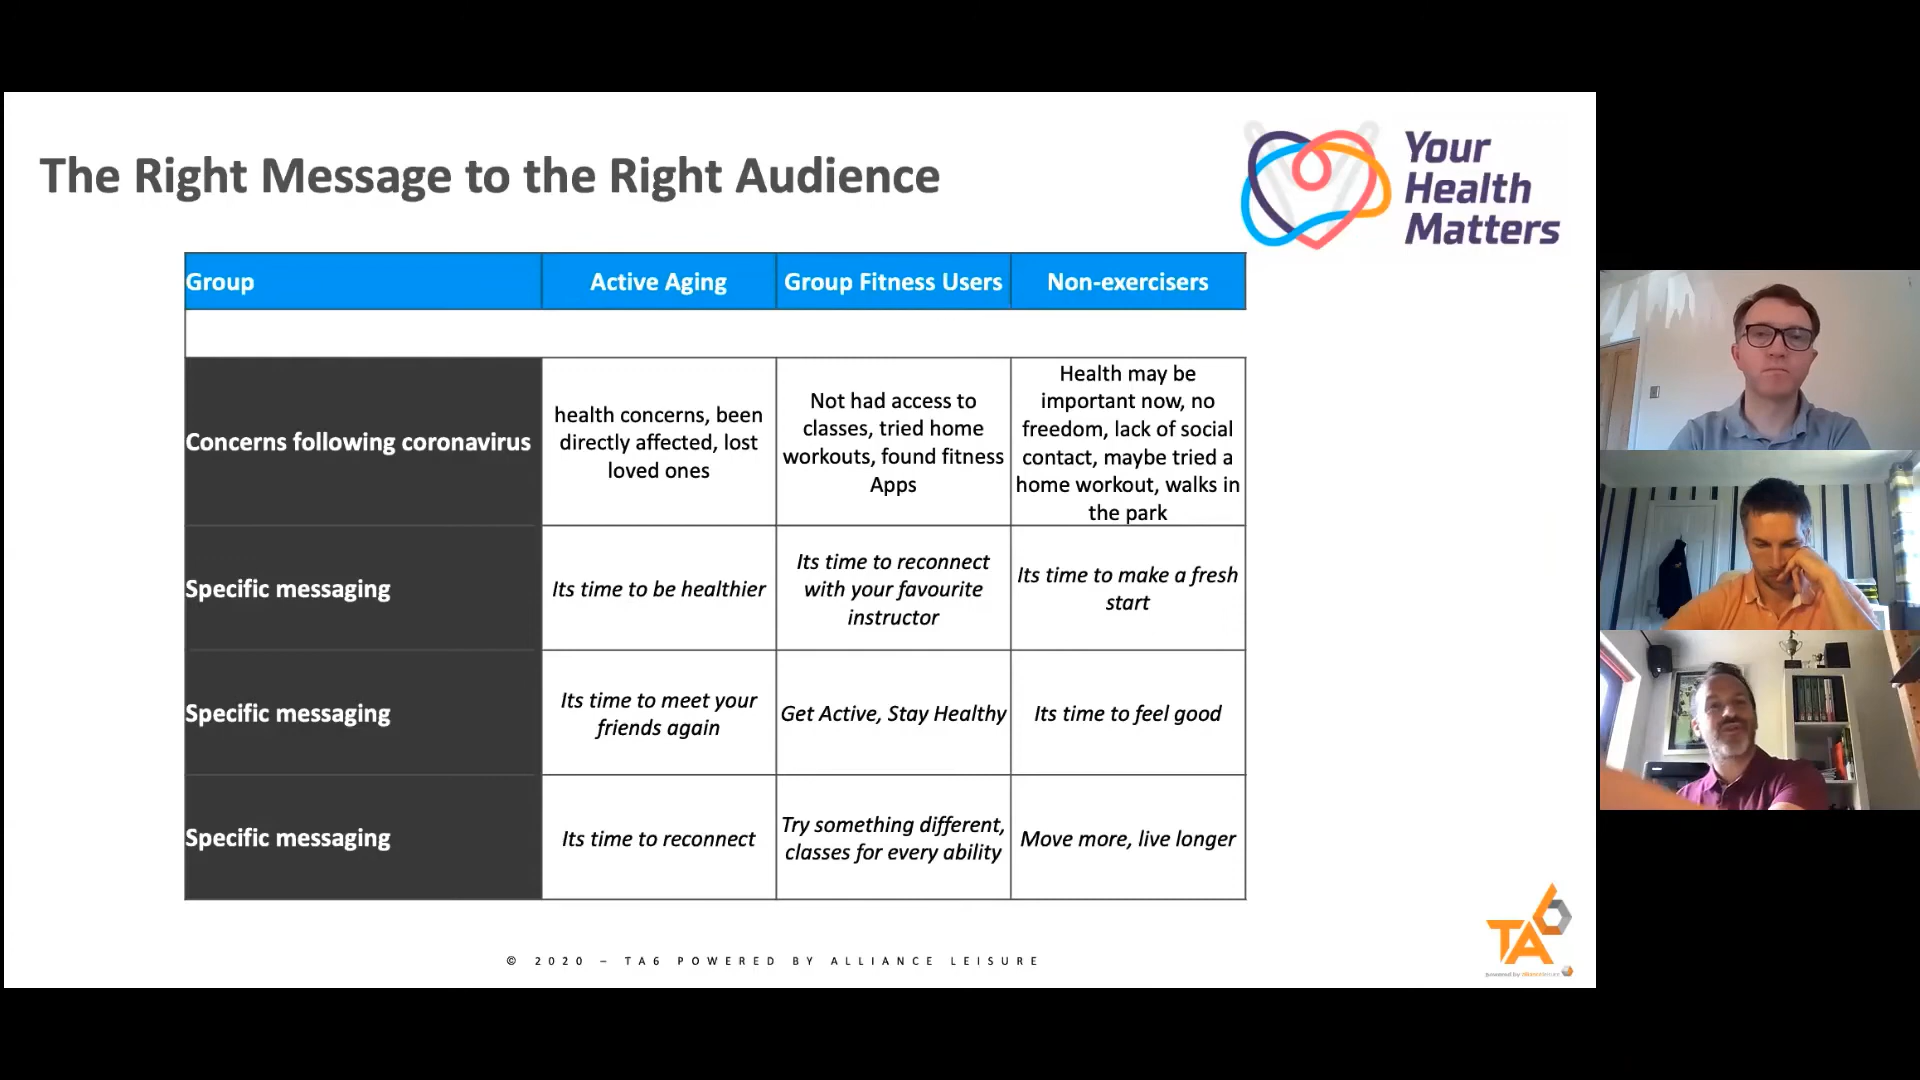 The Right Message to the Right Audience
Your
Health
Matters
Group
Active Aging
Group Fitness Users
Non-exercisers
Concerns following coronavirus
health concerns, been
directly affected, lost
loved ones
Not had access to
classes, tried home
workouts, found fitness
Apps
Health may be
important now, no
freedom, lack of social
contact, maybe tried a
home workout, walks in
the park
Specific messaging
Its time to be healthier
Its time to reconnect
with your favourite
instructor
Its time to make a fresh
start
Specific messaging
Its time to meet your
friends again
Get Active, Stay Healthy
Its time to feel good
Specific messaging
Its time to reconnect
Try something different,
classes for every ability
Move more, live longer
© 2020 – TA6 POWERED BY ALLIANCE LEISURE
TA6
powered by allianceleisure